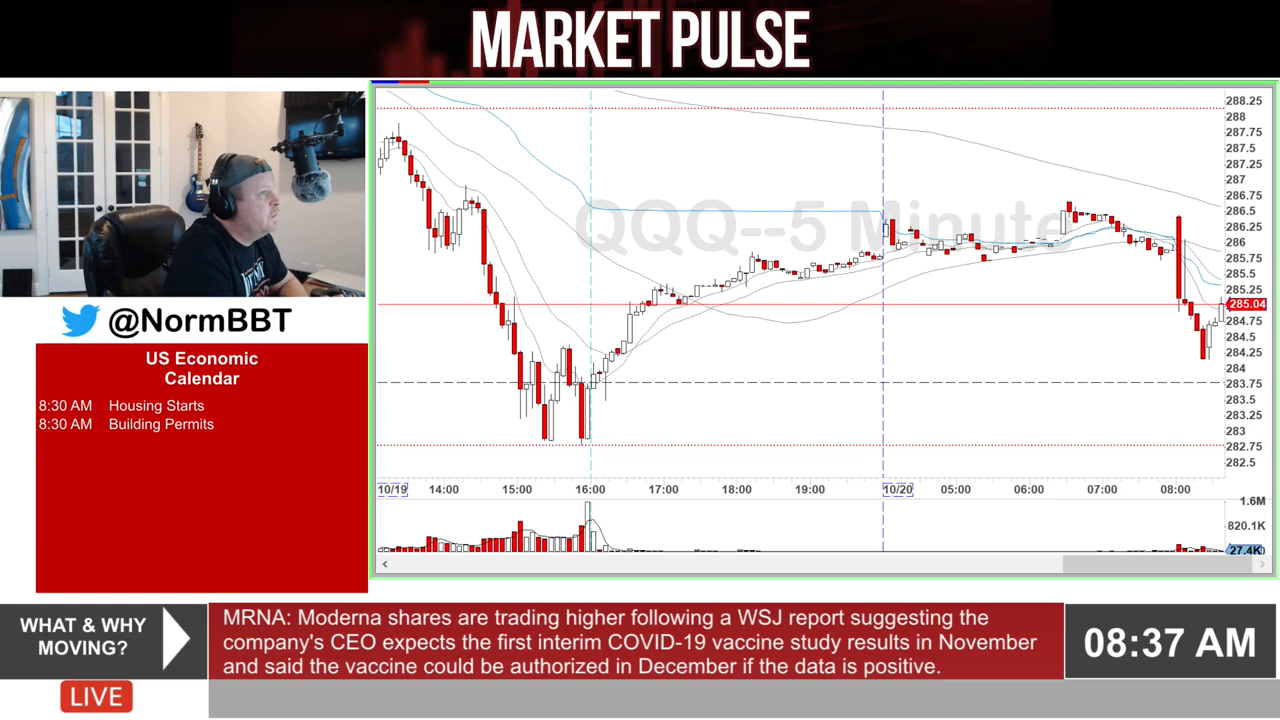 MARKET PULSE
@NormBBT
US Economic
Calendar
8:30 AM Housing Starts
8:30 AM Building Permits
QQQ--5 Minute
288.25
288
287.75
287.5
287.25
287
286.75
286.5
286.25
286
285.75
285.5
285.25
285.04
284.75
284.5
284.25
284
283.75
283.5
283.25
283
282.75
282.5
10/19 14:00 15:00 16:00 17:00 18:00 19:00 10/20 05:00 06:00 07:00 08:00
1.6M
820.1K
27.4K
WHAT & WHY
MOVING?
MRNA: Moderna shares are trading higher following a WSJ report suggesting the
company's CEO expects the first interim COVID-19 vaccine study results in November
and said the vaccine could be authorized in December if the data is positive.
08:37 AM
LIVE